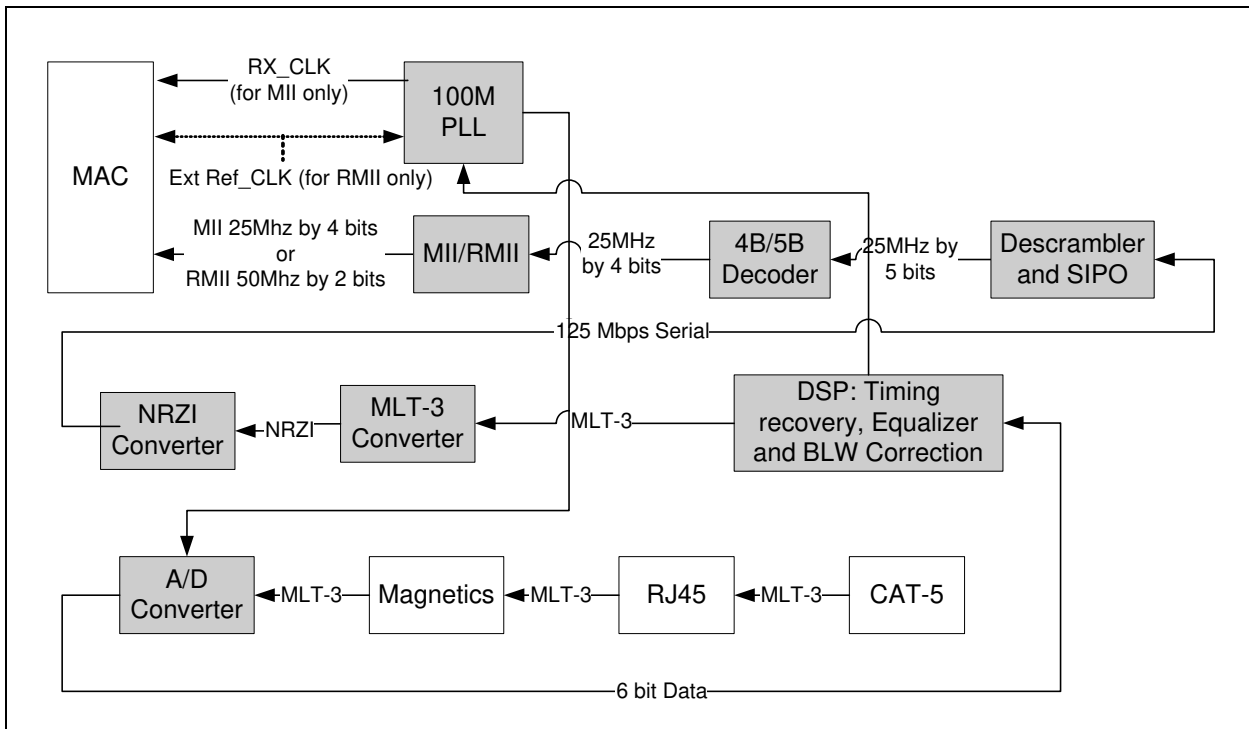 RX_CLK
(for MII only)
100M
PLL
MAC
Ext Ref_CLK (for RMII only)
MII 25Mhz by 4 bits
or
RMII 50Mhz by 2 bits
MII/RMII
25MHz
by 4 bits
4B/5B
Decoder
25MHz by
5 bits
Descrambler
and SIPO
125 Mbps Serial
NRZI
Converter
NRZI
MLT-3
Converter
MLT-3
DSP: Timing
recovery, Equalizer
and BLW Correction
A/D
Converter
MLT-3
Magnetics
MLT-3
RJ45
MLT-3
CAT-5
6 bit Data